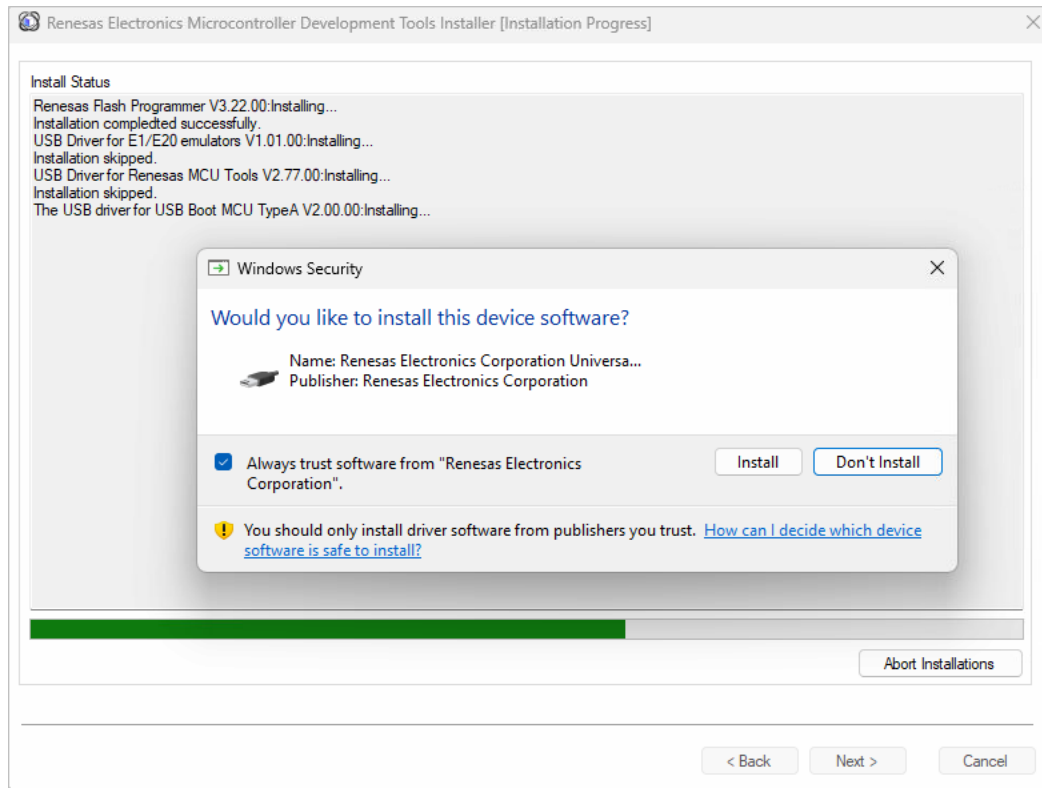 Renesas Electronics Microcontroller Development Tools Installer [Installation Progress]
Install Status
Renesas Flash Programmer V3.22.00:Installing...
Installation compledted successfully.
USB Driver for E1/E20 emulators V1.01.00:Installing...
Installation skipped.
USB Driver for Renesas MCU Tools V2.77.00:Installing...
Installation skipped.
The USB driver for USB Boot MCU TypeA V2.00.00:Installing...
Windows Security
Would you like to install this device software?
Name: Renesas Electronics Corporation Universa...
Publisher: Renesas Electronics Corporation
Always trust software from "Renesas Electronics
Corporation".
Install
Don't Install
You should only install driver software from publishers you trust. How can I decide which device
software is safe to install?
Abort Installations
< Back
Next >
Cancel